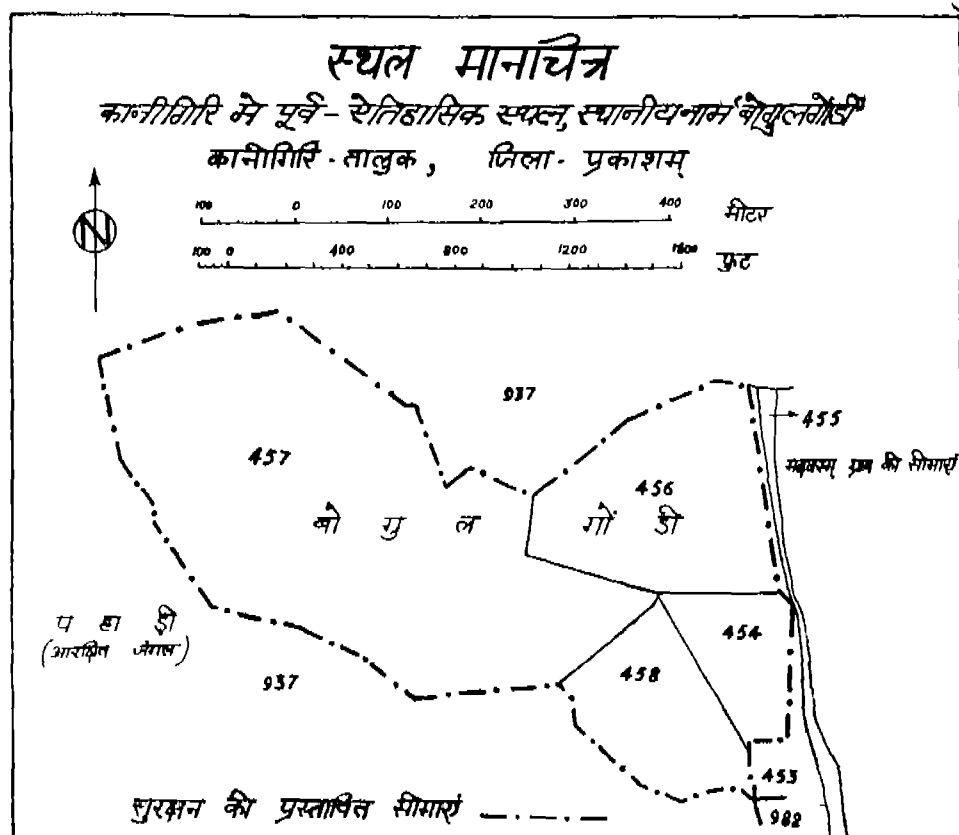 स्थल मानचित्र
कानीगिरि मे पूर्व - ऐतिहासिक स्थल, स्थानीय नाम बोगुलगोंडी
कानीगिरि - तालुक, जिला - प्रकाशम्
N
100 0 100 200 300 400 मीटर
100 0 400 800 1200 1600 फुट
937
455
457
ग्राम की सीमाएं
456
बो गु ल गों डी
प हा ड़ी
(आरक्षित जंगल)
454
458
937
453
सुरक्षन की प्रस्तावित सीमाएं
982